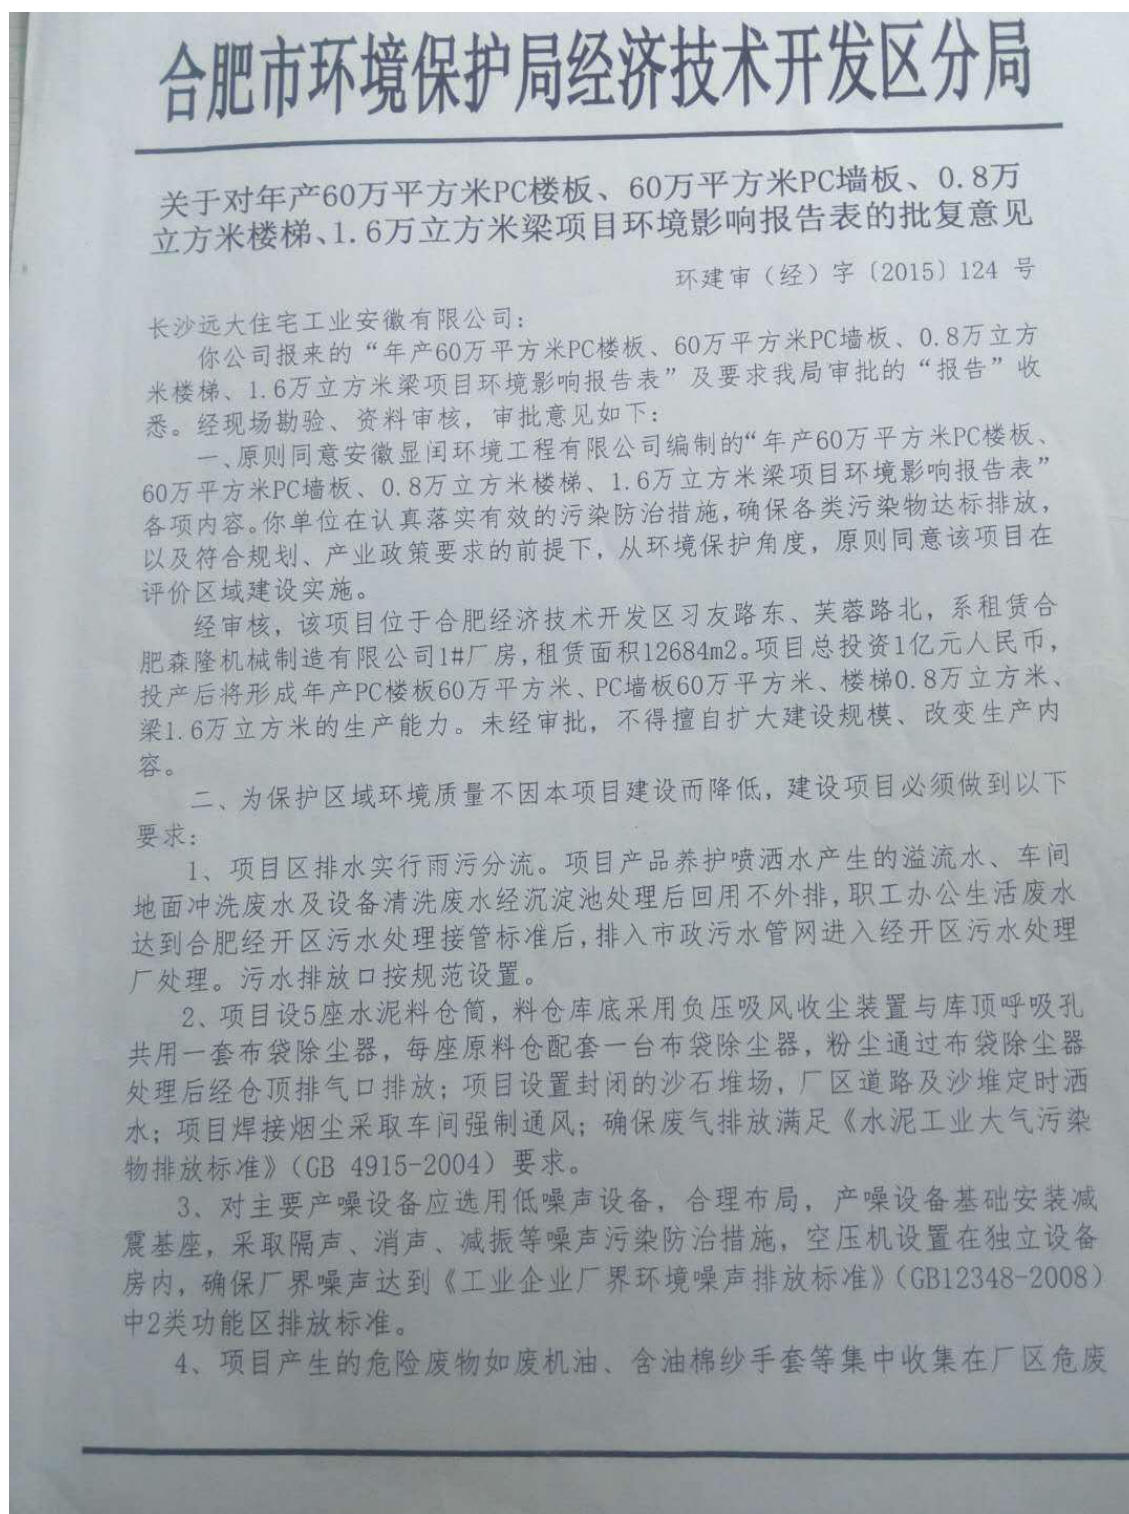 合肥市环境保护局经济技术开发区分局
关于对年产60万平方米PC楼板、60万平方米PC墙板、0.8万
立方米楼梯、1.6万立方米梁项目环境影响报告表的批复意见
环建审（经）字〔2015〕124 号
长沙远大住宅工业安徽有限公司：
你公司报来的“年产60万平方米PC楼板、60万平方米PC墙板、0.8万立方
米楼梯、1.6万立方米梁项目环境影响报告表”及要求我局审批的“报告”收
悉。经现场勘验、资料审核，审批意见如下：
一、原则同意安徽显闰环境工程有限公司编制的“年产60万平方米PC楼板、
60万平方米PC墙板、0.8万立方米楼梯、1.6万立方米梁项目环境影响报告表”
各项内容。你单位在认真落实有效的污染防治措施，确保各类污染物达标排放，
以及符合规划、产业政策要求的前提下，从环境保护角度，原则同意该项目在
评价区域建设实施。
经审核，该项目位于合肥经济技术开发区习友路东、芙蓉路北，系租赁合
肥森隆机械制造有限公司1#厂房，租赁面积12684m2。项目总投资1亿元人民币，
投产后将形成年产PC楼板60万平方米、PC墙板60万平方米、楼梯0.8万立方米、
梁1.6万立方米的生产能力。未经审批，不得擅自扩大建设规模、改变生产内
容。
二、为保护区域环境质量不因本项目建设而降低，建设项目必须做到以下
要求：
1、项目区排水实行雨污分流。项目产品养护喷洒水产生的溢流水、车间
地面冲洗废水及设备清洗废水经沉淀池处理后回用不外排，职工办公生活废水
达到合肥经开区污水处理接管标准后，排入市政污水管网进入经开区污水处理
厂处理。污水排放口按规范设置。
2、项目设5座水泥料仓筒，料仓库底采用负压吸风收尘装置与库顶呼吸孔
共用一套布袋除尘器，每座原料仓配套一台布袋除尘器，粉尘通过布袋除尘器
处理后经仓顶排气口排放；项目设置封闭的沙石堆场，厂区道路及沙堆定时洒
水；项目焊接烟尘采取车间强制通风；确保废气排放满足《水泥工业大气污染
物排放标准》（GB 4915-2004）要求。
3、对主要产噪设备应选用低噪声设备，合理布局，产噪设备基础安装减
震基座，采取隔声、消声、减振等噪声污染防治措施，空压机设置在独立设备
房内，确保厂界噪声达到《工业企业厂界环境噪声排放标准》（GB12348-2008）
中2类功能区排放标准。
4、项目产生的危险废物如废机油、含油棉纱手套等集中收集在厂区危废